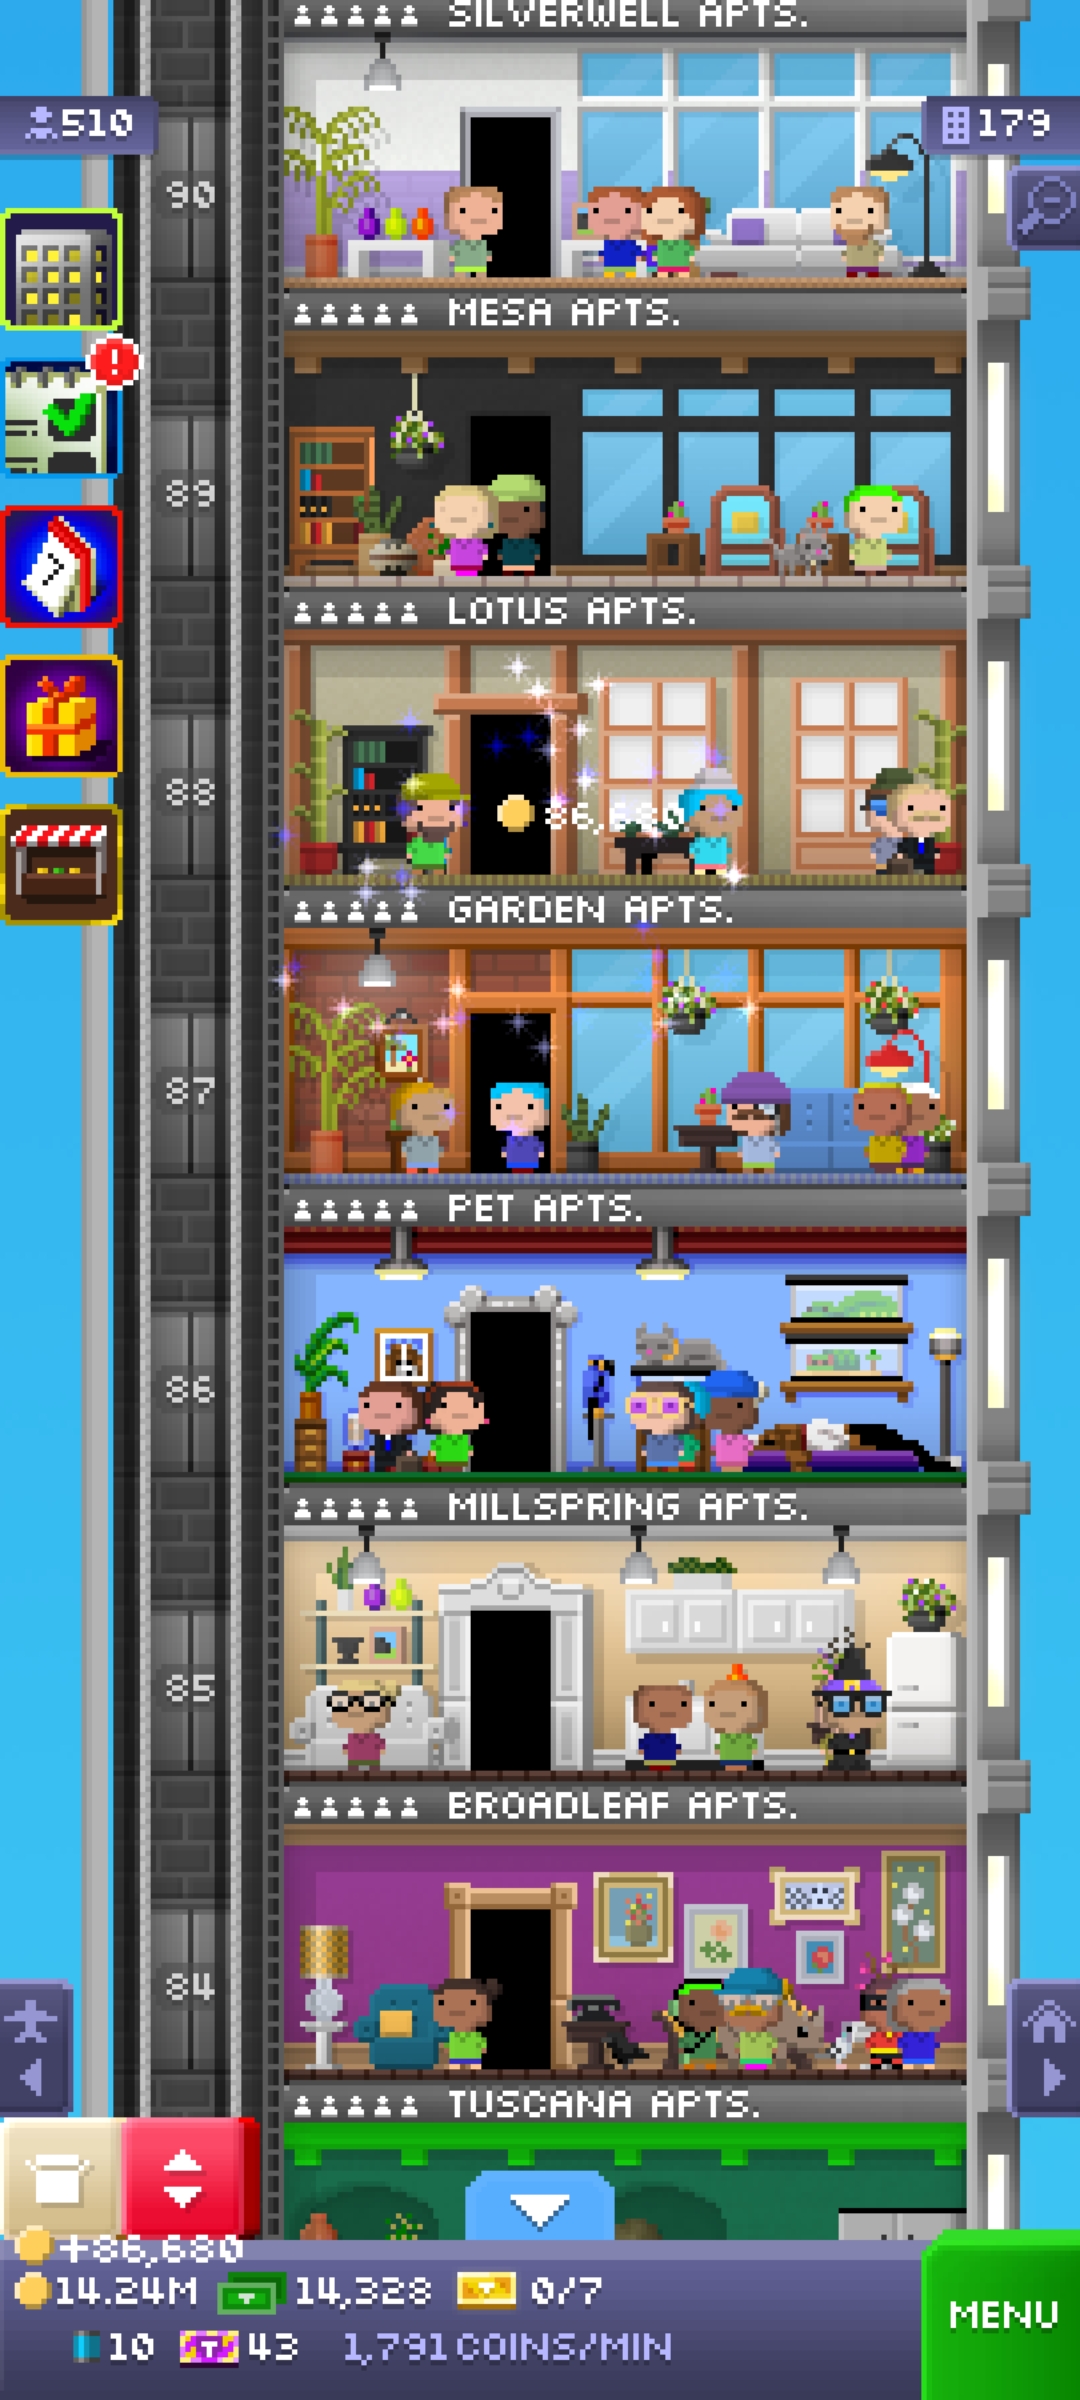 SILVERWELL APTS.
510
179
90
MESA APTS.
!
89
LOTUS APTS.
7
88
86,680
GARDEN APTS.
87
PET APTS.
86
MILLSPRING APTS.
85
BROADLEAF APTS.
84
TUSCANA APTS.
+86,680
14.24M 14,328 0/7
MENU
10 43 1,791 COINS/MIN